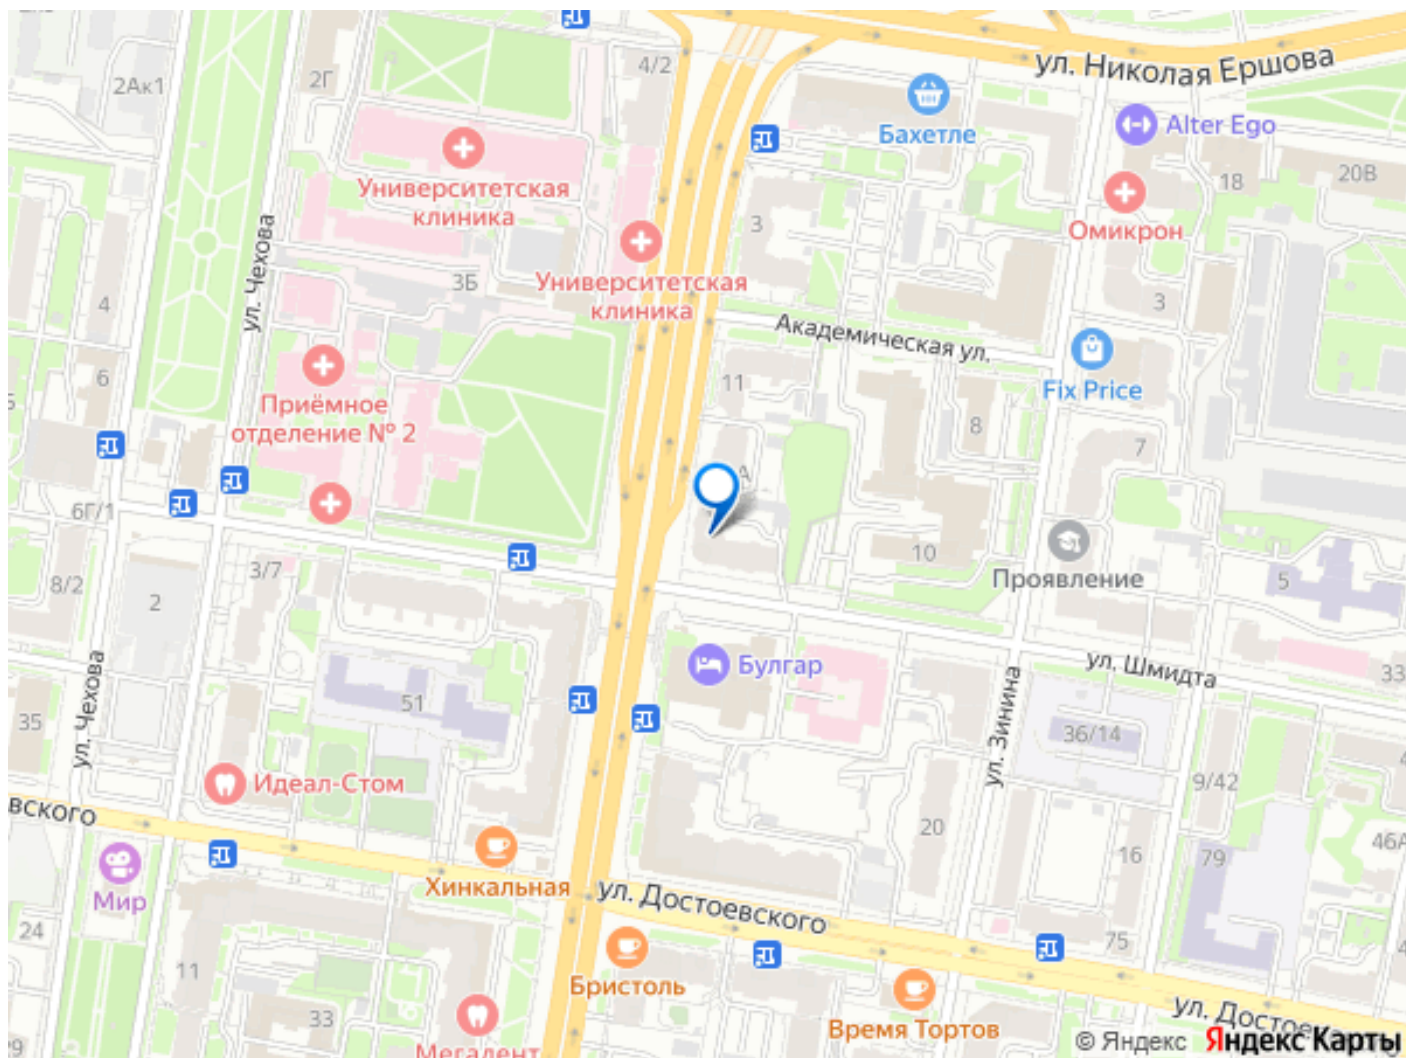 4/2
ул. Николая Ершова
2Ак1
2Г
Бахетле
Alter Ego
Университетская
клиника
18
20В
Омикрон
3
ул. Чехова
Университетская
клиника
3Б
4
3
Академическая ул.
6
11
Fix Price
Приёмное
отделение № 2
8
7
6Г/1
10
Проявление
3/7
5
8/2
2
Булгар
ул. Шмидта
33
ул. Чехова
51
35
ул. Зинина
36/14
9/42
Идеал-Стом
вского
20
16
46А
79
Мир
Хинкальная
ул. Достоевского
24
75
11
Бристоль
33
Время Тортов
ул. Достоевс
Мегадент
29
© Яндекс Яндекс Карты